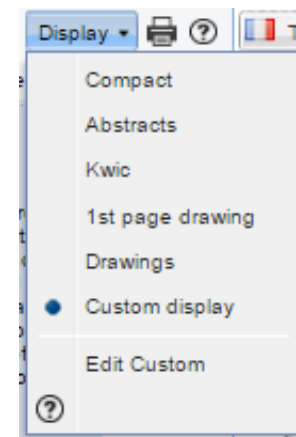 Display
Compact
Abstracts
Kwic
1st page drawing
Drawings
Custom display
Edit Custom